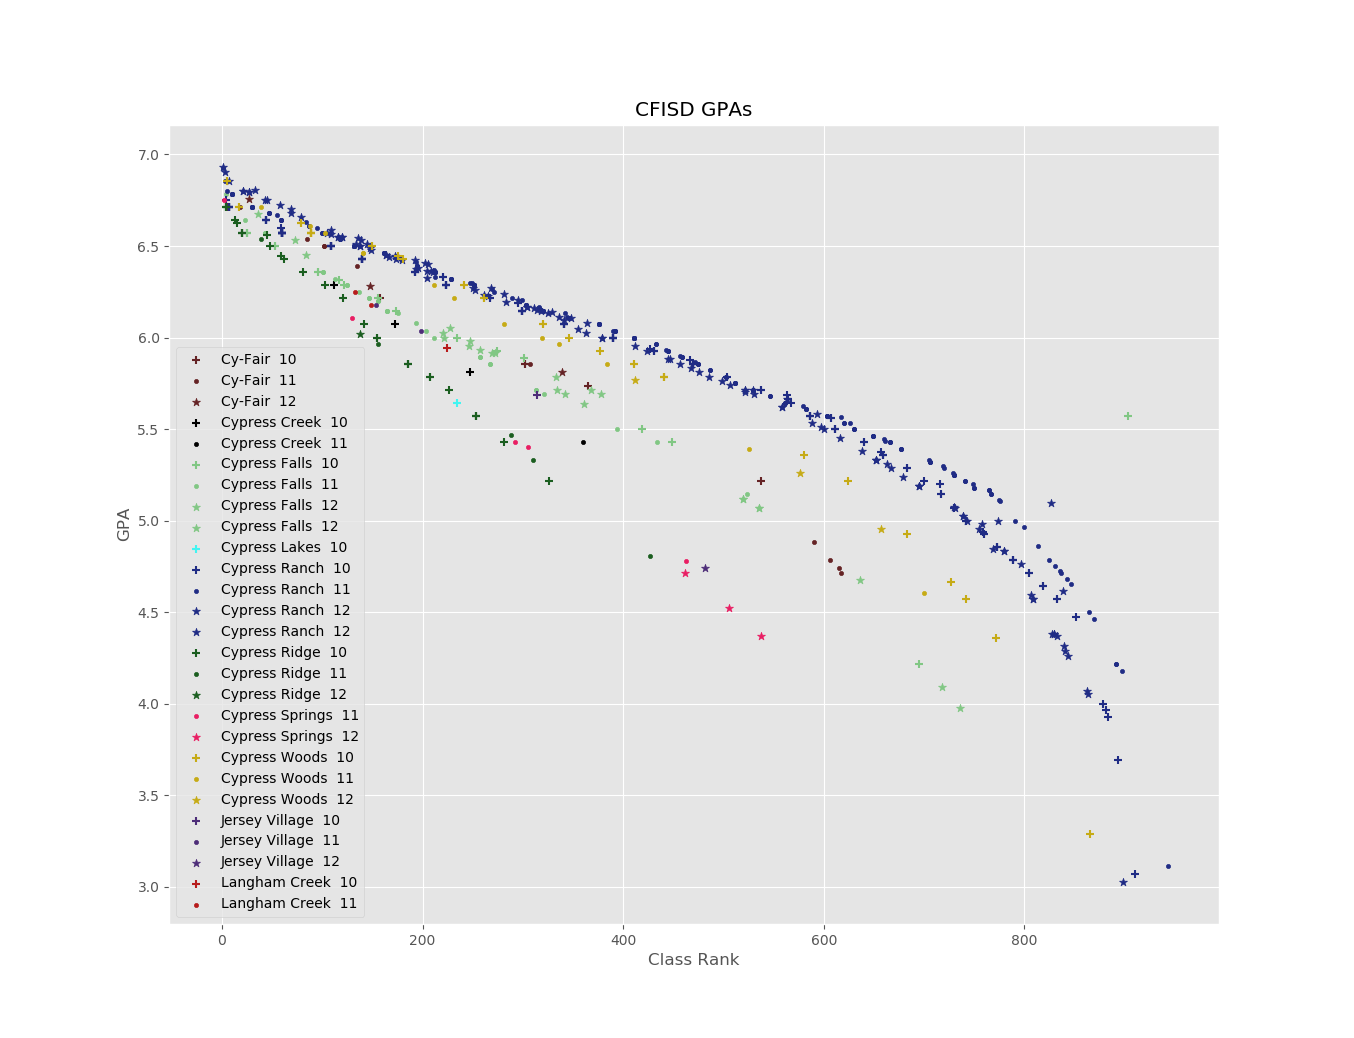 CFISD GPAs
7.0
6.5
6.0
5.5
5.0
4.5
4.0
3.5
3.0
GPA
Cy-Fair 10
Cy-Fair 11
Cy-Fair 12
Cypress Creek 10
Cypress Creek 11
Cypress Falls 10
Cypress Falls 11
Cypress Falls 12
Cypress Falls 12
Cypress Lakes 10
Cypress Ranch 10
Cypress Ranch 11
Cypress Ranch 12
Cypress Ranch 12
Cypress Ridge 10
Cypress Ridge 11
Cypress Ridge 12
Cypress Springs 11
Cypress Springs 12
Cypress Woods 10
Cypress Woods 11
Cypress Woods 12
Jersey Village 10
Jersey Village 11
Jersey Village 12
Langham Creek 10
Langham Creek 11
0 200 400 600 800
Class Rank